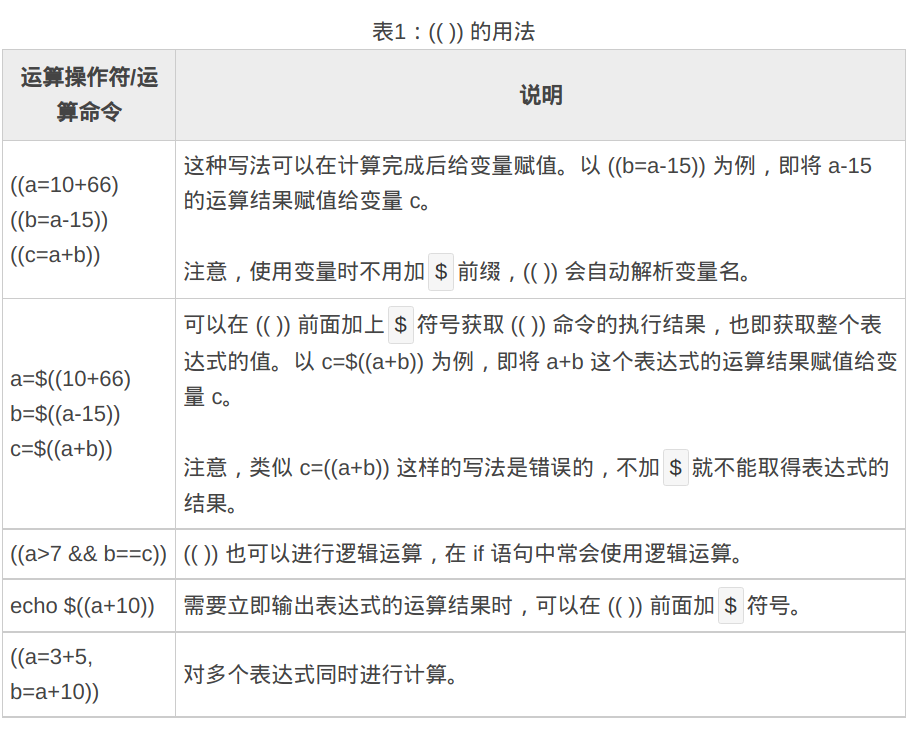 表1：(( )) 的用法
运算操作符/运
算命令
说明
((a=10+66)
((b=a-15))
((c=a+b))
这种写法可以在计算完成后给变量赋值。以 ((b=a-15)) 为例，即将 a-15
的运算结果赋值给变量 c。
注意，使用变量时不用加 $ 前缀，(( )) 会自动解析变量名。
a=$((10+66)
b=$((a-15))
c=$((a+b))
可以在 (( )) 前面加上 $ 符号获取 (( )) 命令的执行结果，也即获取整个表
达式的值。以 c=$((a+b)) 为例，即将 a+b 这个表达式的运算结果赋值给变
量 c。
注意，类似 c=((a+b)) 这样的写法是错误的，不加 $ 就不能取得表达式的
结果。
((a>7 && b==c))
(( )) 也可以进行逻辑运算，在 if 语句中常会使用逻辑运算。
echo $((a+10))
需要立即输出表达式的运算结果时，可以在 (( )) 前面加 $ 符号。
((a=3+5,
b=a+10))
对多个表达式同时进行计算。